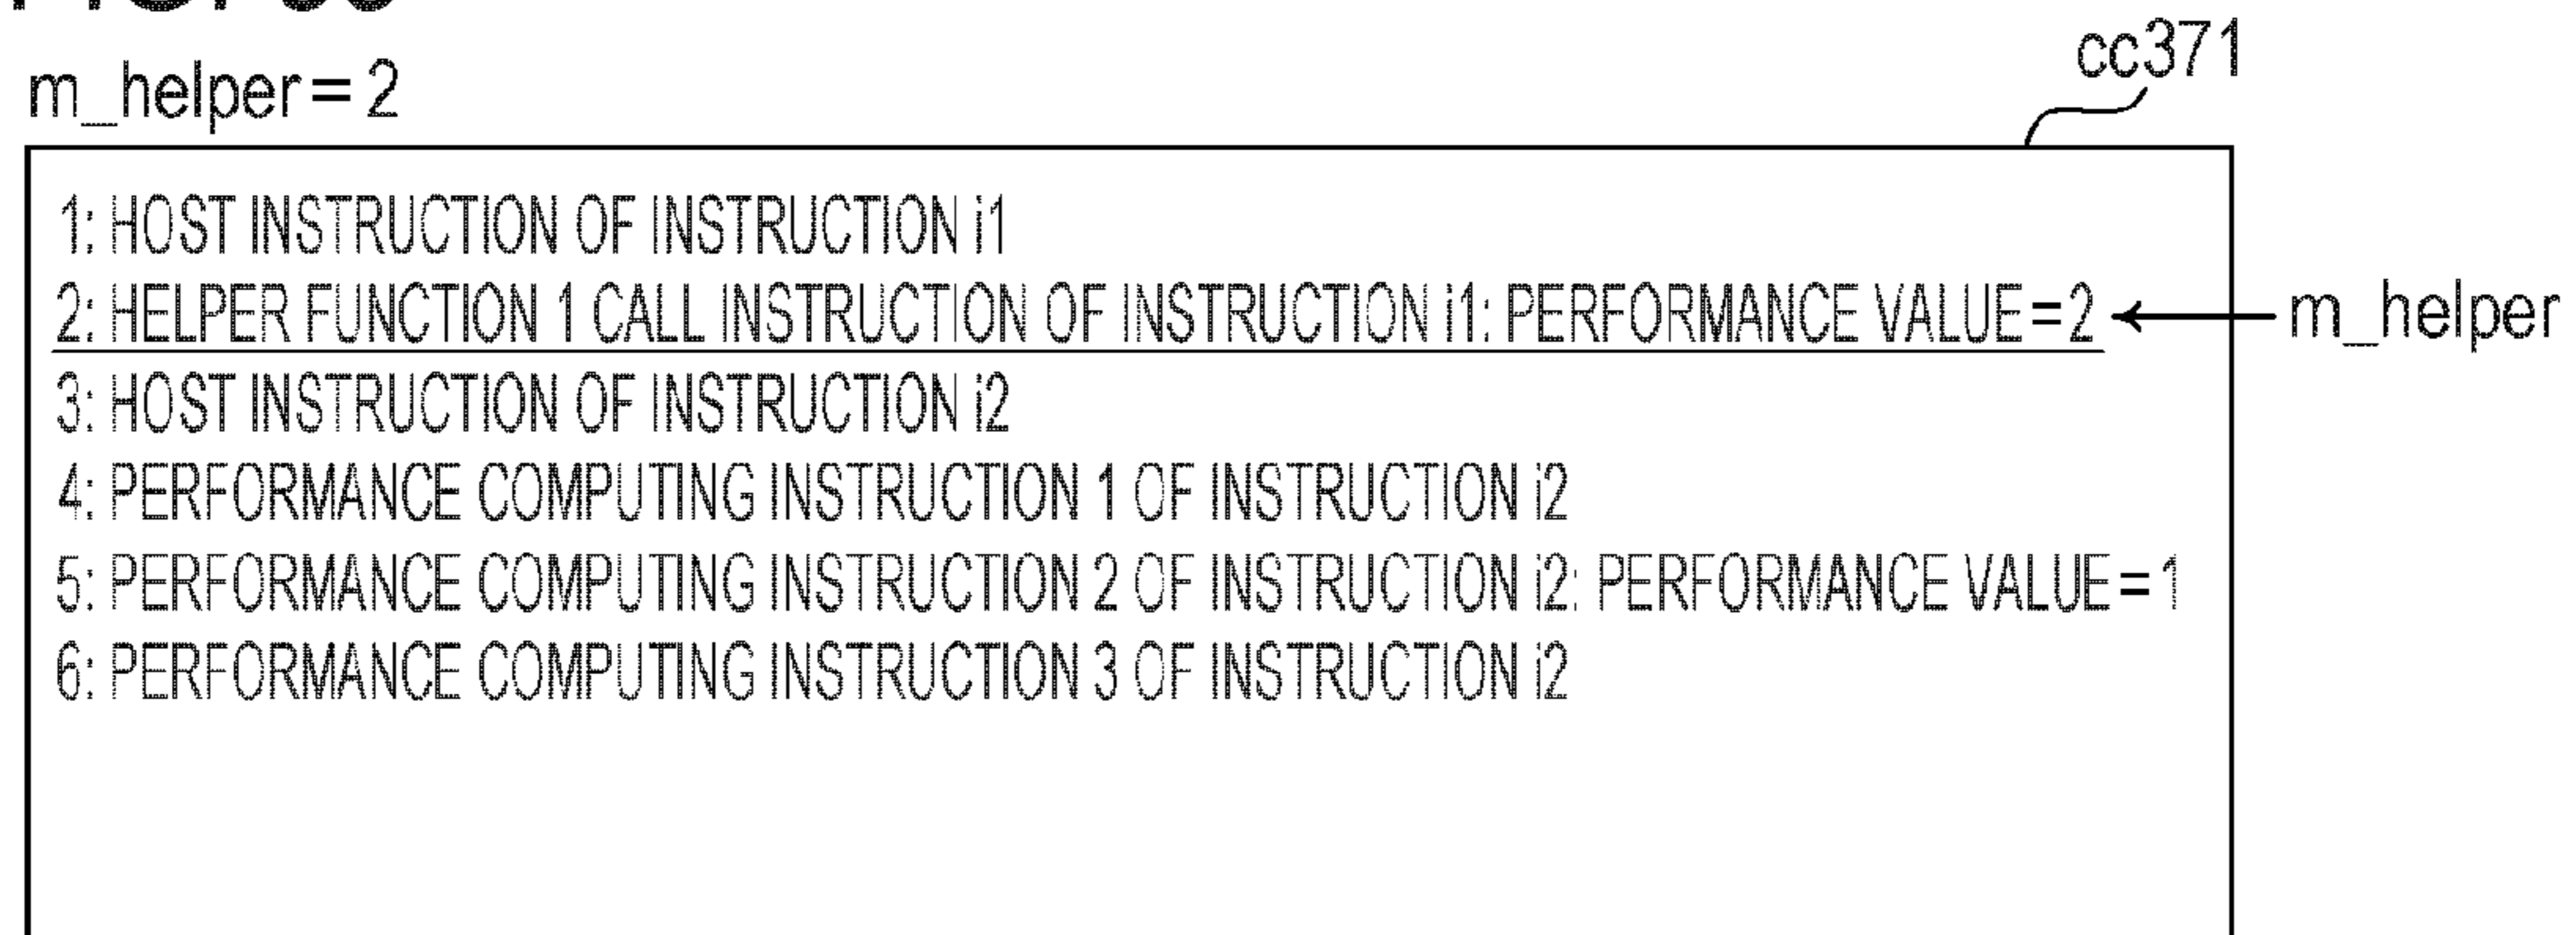 m_helper = 2
cc371
1: HOST INSTRUCTION OF INSTRUCTION i1
2: HELPER FUNCTION 1 CALL INSTRUCTION OF INSTRUCTION i1: PERFORMANCE VALUE = 2
m_helper
3: HOST INSTRUCTION OF INSTRUCTION i2
4: PERFORMANCE COMPUTING INSTRUCTION 1 OF INSTRUCTION i2
5: PERFORMANCE COMPUTING INSTRUCTION 2 OF INSTRUCTION i2: PERFORMANCE VALUE = 1
6: PERFORMANCE COMPUTING INSTRUCTION 3 OF INSTRUCTION i2